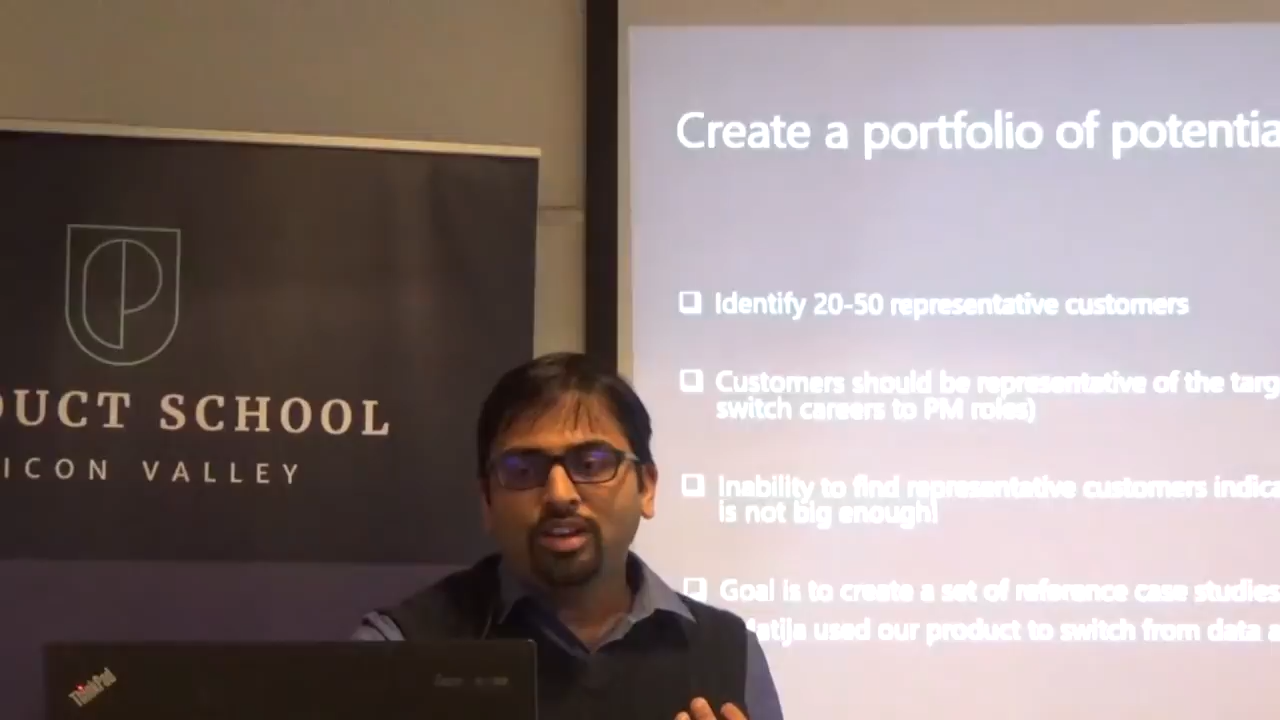 Create a portfolio of potentia
Identify 20-50 representative customers
Customers should be representative of the targ
switch careers to PM roles)
Inability to find representative customers indica
is not big enough!
Goal is to create a set of reference case studies
atija used our product to switch from data a
DUCT SCHOOL
ICON VALLEY
ThinkPad